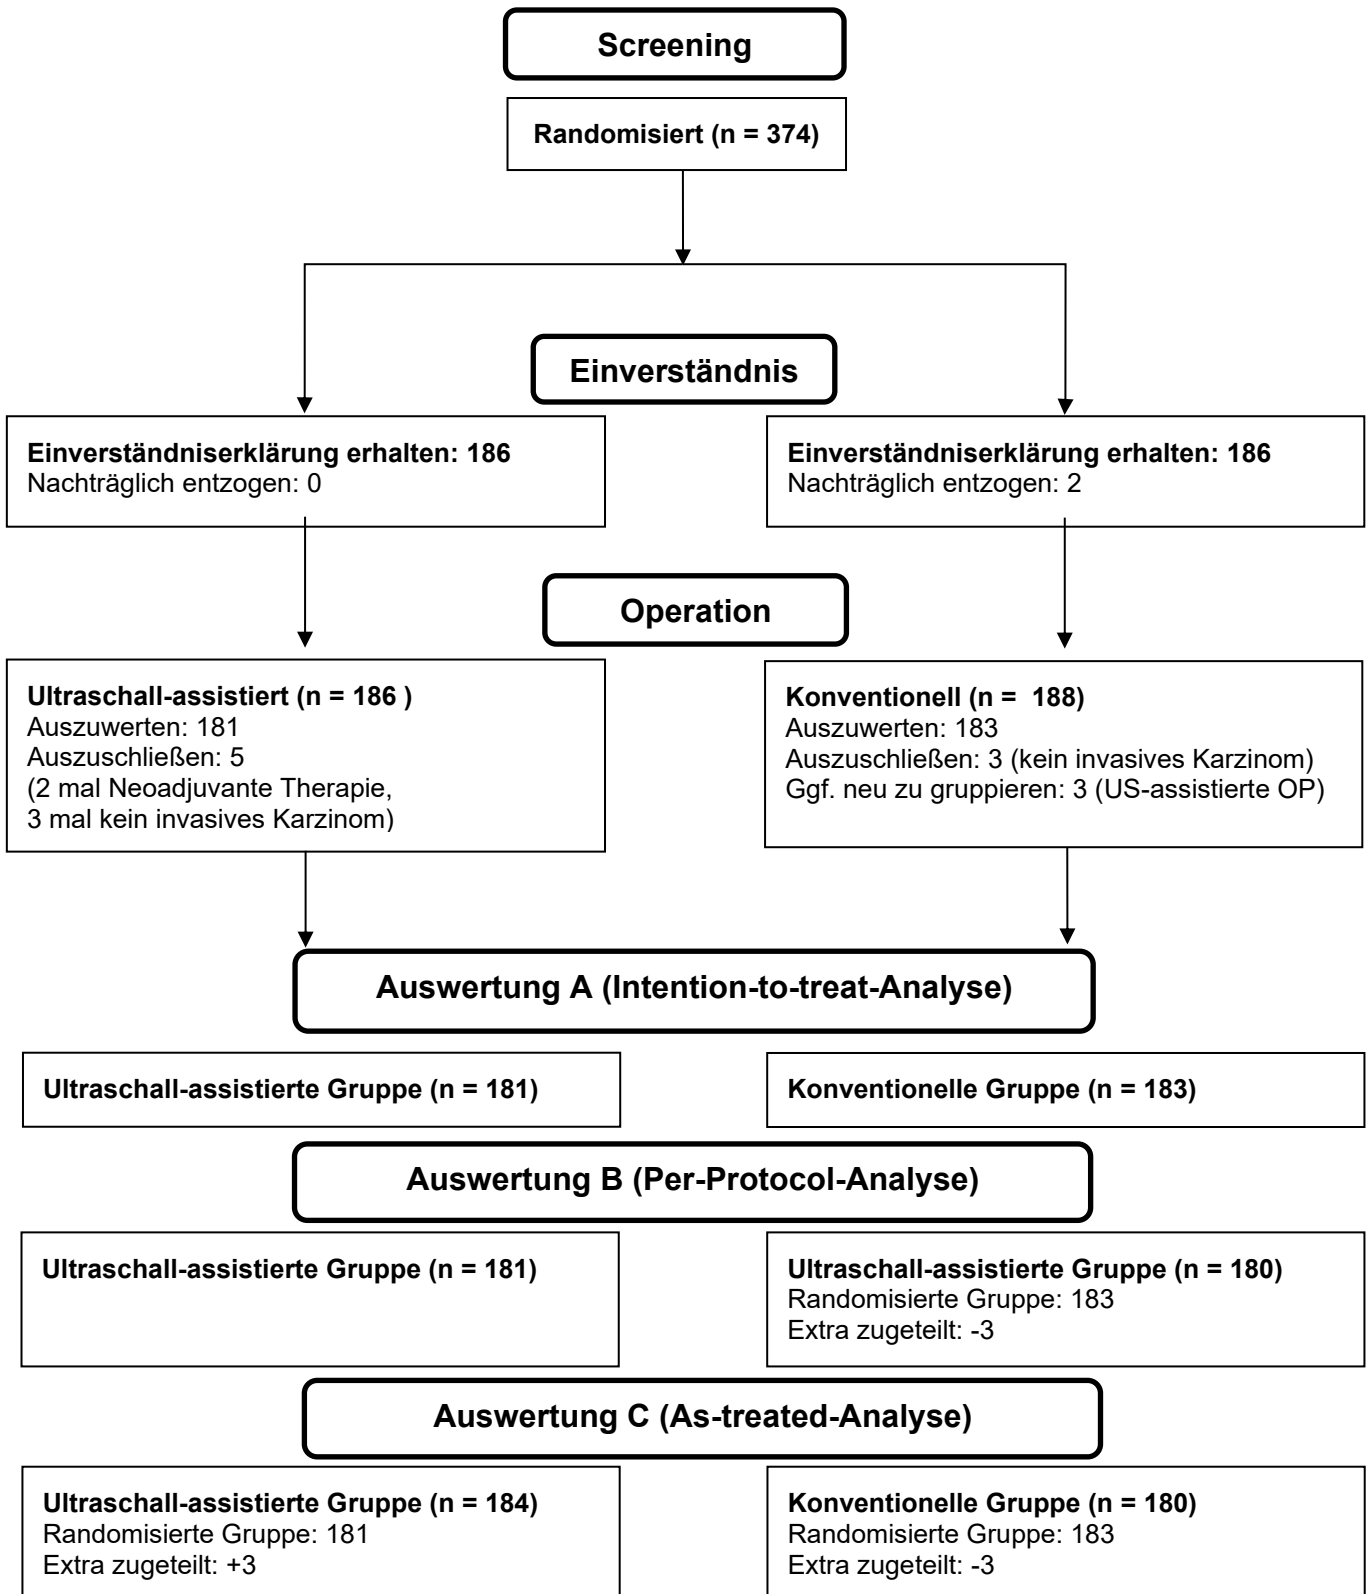 Screening
Randomisiert (n = 374)
Einverständnis
Einverständniserklärung erhalten: 186
Nachträglich entzogen: 0
Einverständniserklärung erhalten: 186
Nachträglich entzogen: 2
Operation
Ultraschall-assistiert (n = 186 )
Auszuwerten: 181
Auszuschließen: 5
(2 mal Neoadjuvante Therapie,
3 mal kein invasives Karzinom)
Konventionell (n =  188)
Auszuwerten: 183
Auszuschließen: 3 (kein invasives Karzinom)
Ggf. neu zu gruppieren: 3 (US-assistierte OP)
Auswertung A (Intention-to-treat-Analyse)
Ultraschall-assistierte Gruppe (n = 181)
Konventionelle Gruppe (n = 183)
Auswertung B (Per-Protocol-Analyse)
Ultraschall-assistierte Gruppe (n = 181)
Ultraschall-assistierte Gruppe (n = 180)
Randomisierte Gruppe: 183
Extra zugeteilt: -3
Auswertung C (As-treated-Analyse)
Ultraschall-assistierte Gruppe (n = 184)
Randomisierte Gruppe: 181
Extra zugeteilt: +3
Konventionelle Gruppe (n = 180)
Randomisierte Gruppe: 183
Extra zugeteilt: -3